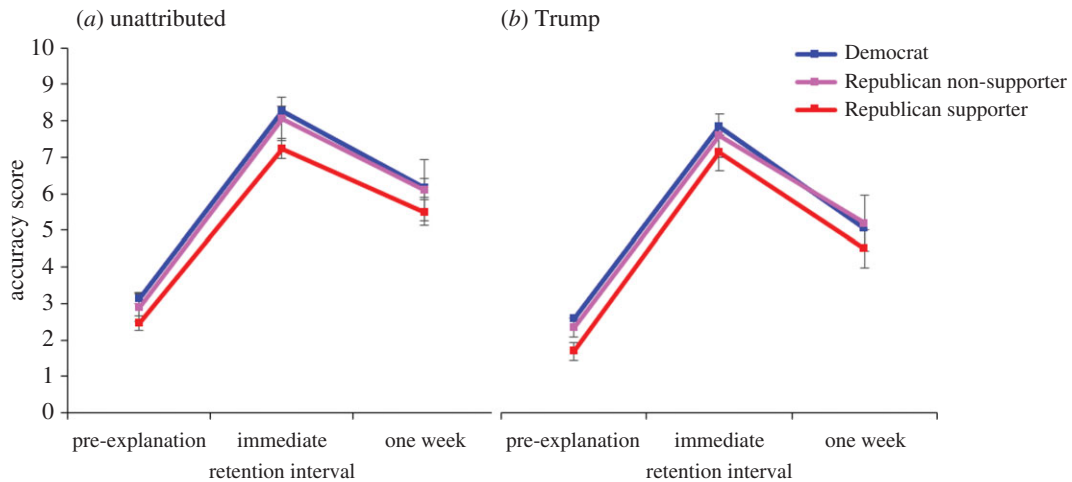 (a) unattributed
(b) Trump
10
9
8
7
6
5
4
3
2
1
0
accuracy score
Democrat
Republican non-supporter
Republican supporter
pre-explanation immediate one week
retention interval
pre-explanation immediate one week
retention interval